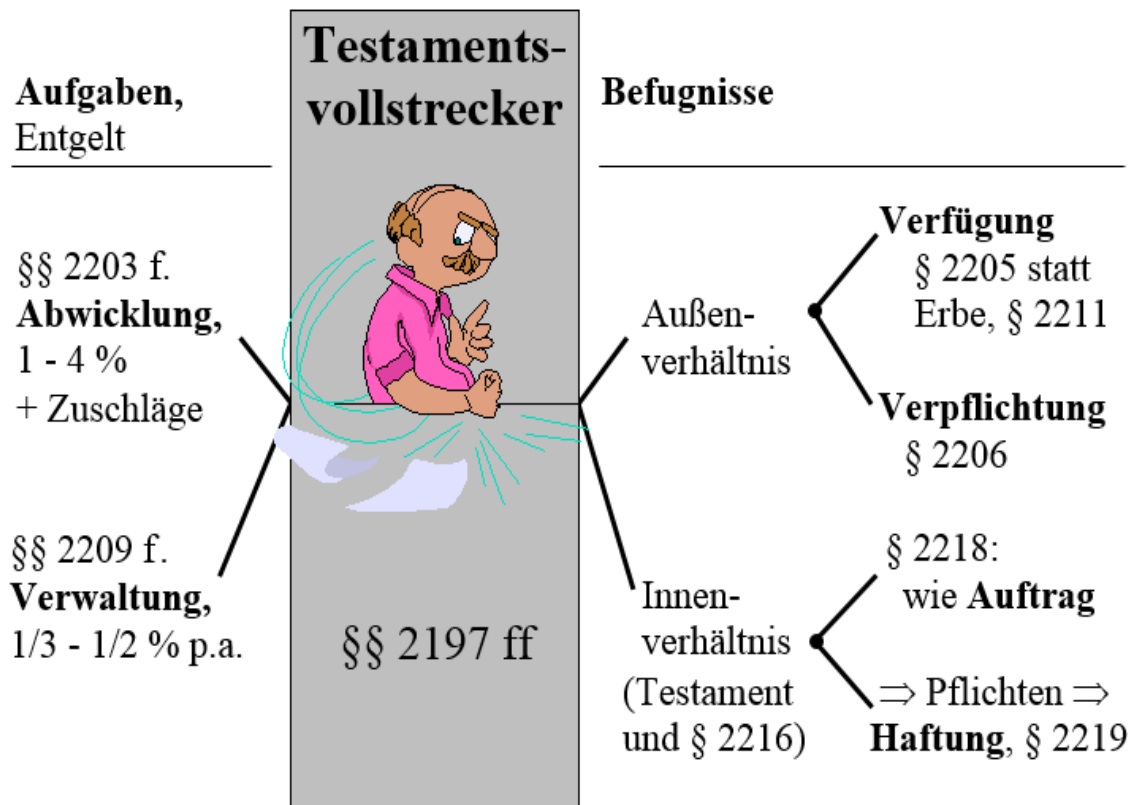 Testaments-
vollstrecker
Aufgaben,
Entgelt
§§ 2203 f.
Abwicklung,
1 - 4 %
+ Zuschläge
§§ 2209 f.
Verwaltung,
1/3 - 1/2 % p.a.
§§ 2197 ff
Befugnisse
Außen-
verhältnis
Verfügung
§ 2205 statt
Erbe, § 2211
Verpflichtung
§ 2206
Innen-
verhältnis
(Testament
und § 2216)
§ 2218:
wie Auftrag
⇒ Pflichten ⇒
Haftung, § 2219